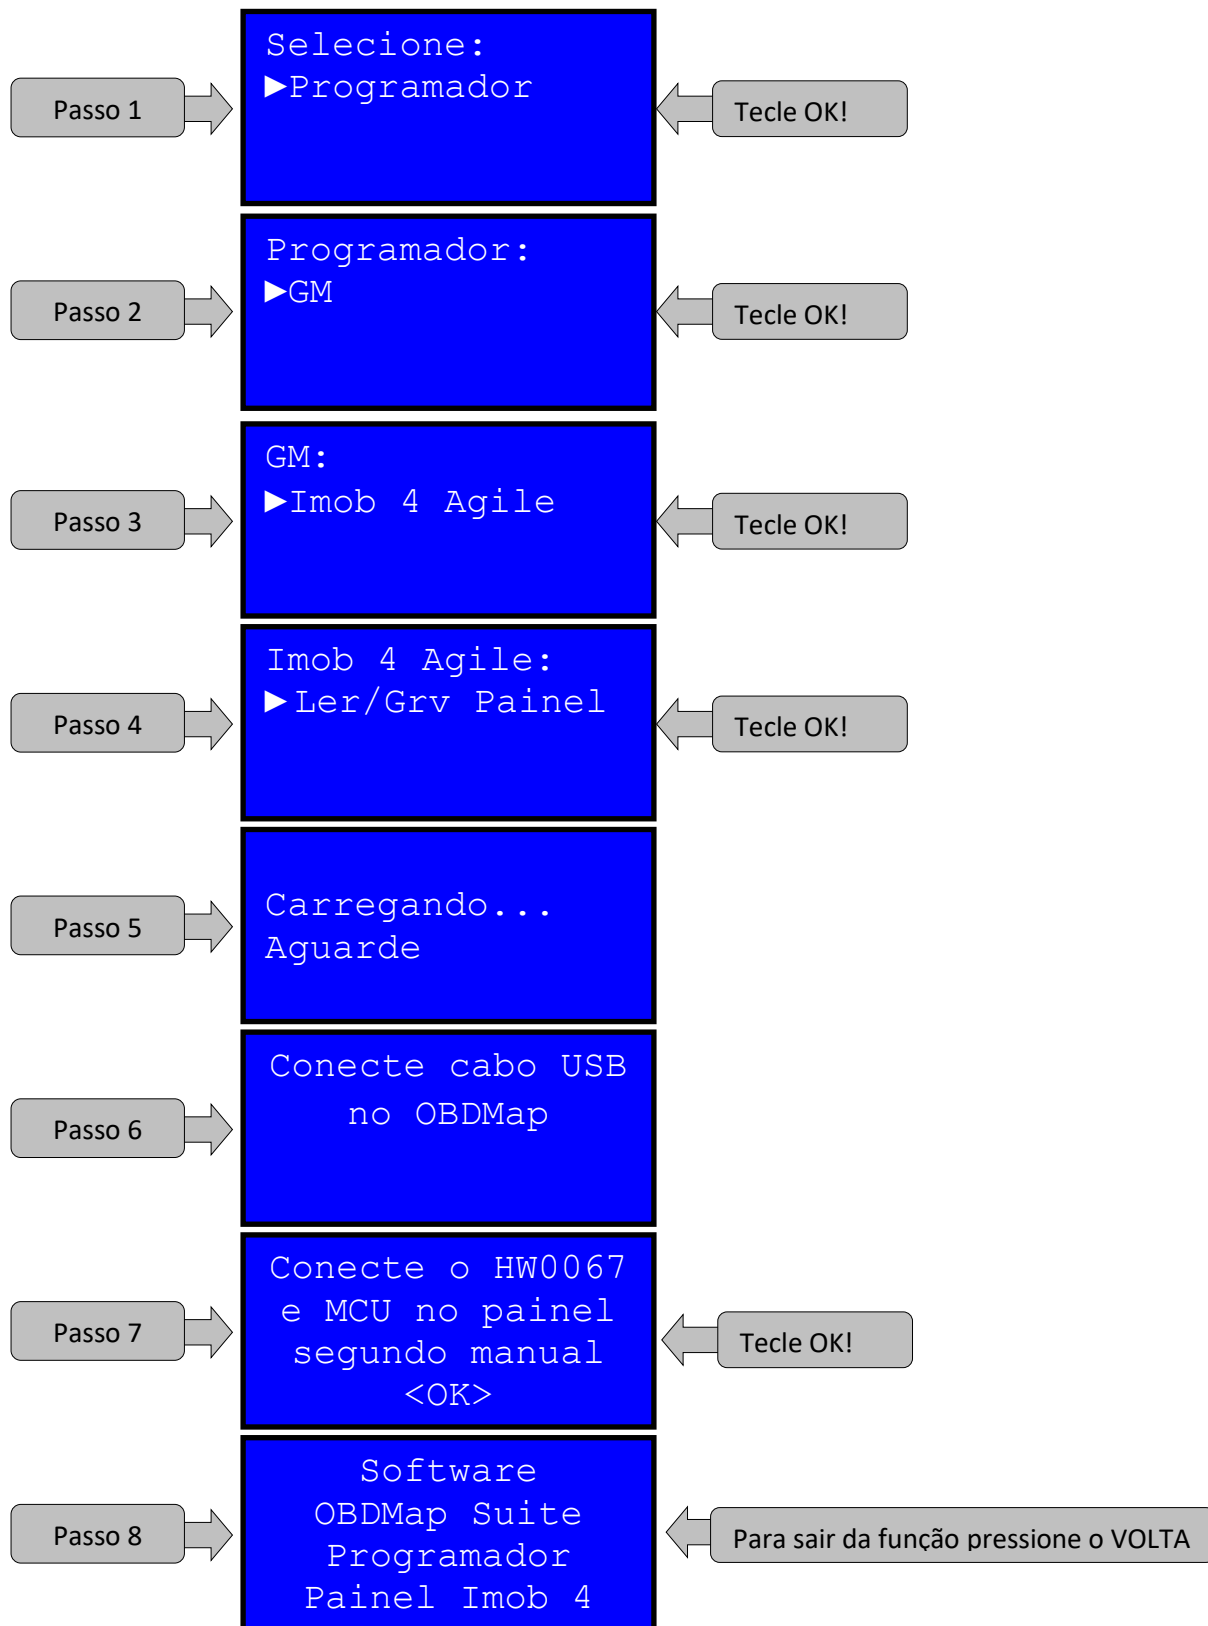 Passo 1
Selecione:
►Programador
Tecle OK!
Passo 2
Programador:
►GM
Tecle OK!
Passo 3
GM:
►Imob 4 Agile
Tecle OK!
Passo 4
Imob 4 Agile:
►Ler/Grv Painel
Tecle OK!
Passo 5
Carregando...
Aguarde
Passo 6
Conecte cabo USB
no OBDMap
Passo 7
Conecte o HW0067
e MCU no painel
segundo manual
<OK>
Tecle OK!
Passo 8
Software
OBDMap Suite
Programador
Painel Imob 4
Para sair da função pressione o VOLTA